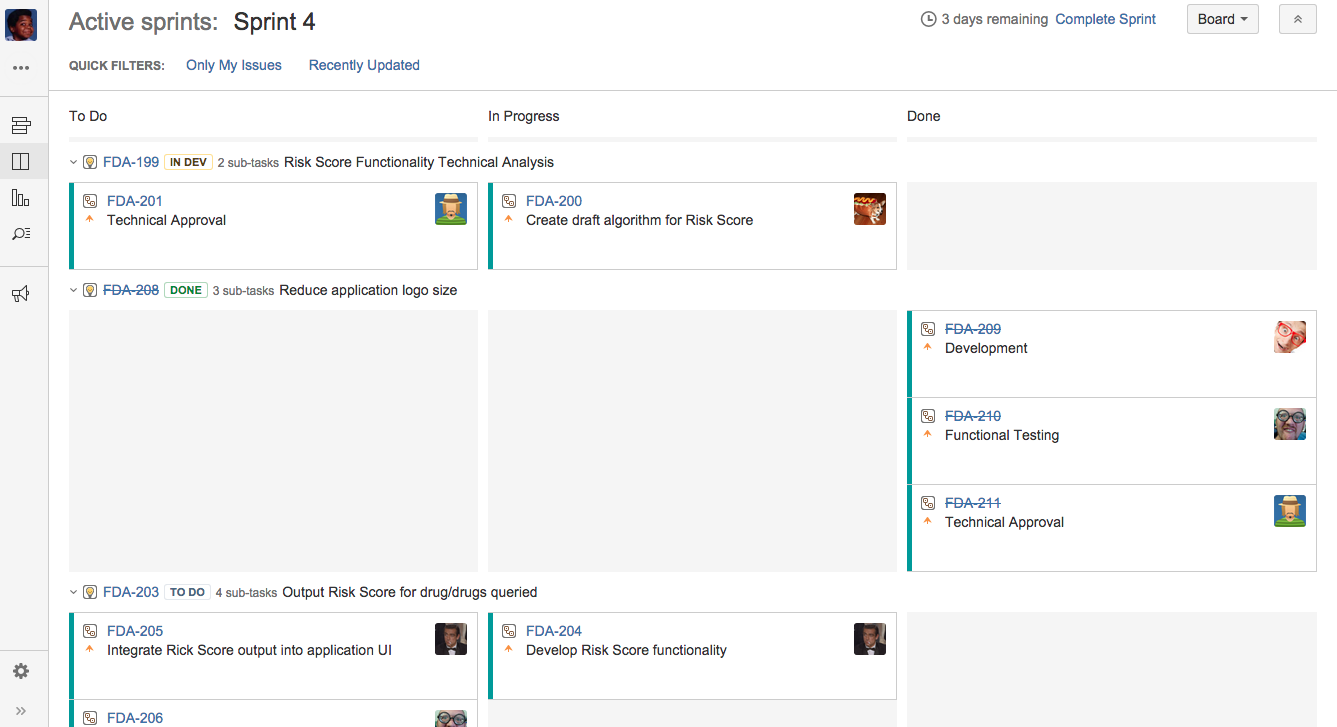 Active sprints: Sprint 4
3 days remaining Complete Sprint
Board
QUICK FILTERS: Only My Issues Recently Updated
To Do In Progress Done
FDA-199 IN DEV 2 sub-tasks Risk Score Functionality Technical Analysis
FDA-201
Technical Approval
FDA-200
Create draft algorithm for Risk Score
FDA-208 DONE 3 sub-tasks Reduce application logo size
FDA-209
Development
FDA-210
Functional Testing
FDA-211
Technical Approval
FDA-203 TO DO 4 sub-tasks Output Risk Score for drug/drugs queried
FDA-205
Integrate Rick Score output into application UI
FDA-204
Develop Risk Score functionality
FDA-206